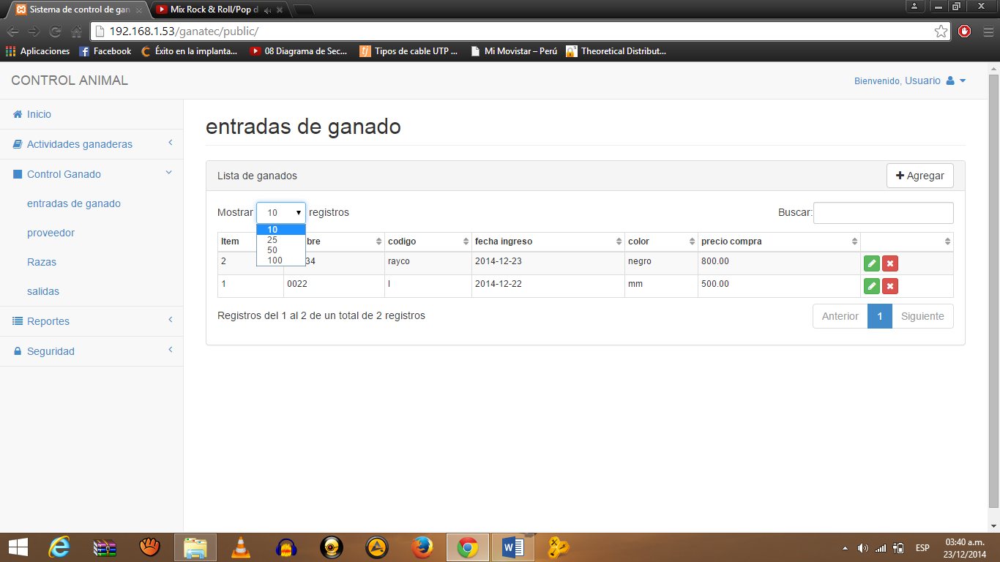 Sistema de control de gan
Mix Rock & Roll/Pop d
192.168.1.53/ganatec/public/
Aplicaciones Facebook Éxito en la implanta... 08 Diagrama de Sec... Tipos de cable UTP ... Mi Movistar – Perú Theoretical Distribut...
CONTROL ANIMAL
Bienvenido, Usuario
Inicio
Actividades ganaderas
Control Ganado
entradas de ganado
proveedor
Razas
salidas
Reportes
Seguridad
entradas de ganado
Lista de ganados
Agregar
Mostrar 10 registros
Buscar:
10
25
50
100
Item bre codigo fecha ingreso color precio compra
2 34 rayco 2014-12-23 negro 800.00
1 0022 l 2014-12-22 mm 500.00
Registros del 1 al 2 de un total de 2 registros
Anterior 1 Siguiente
ESP
03:40 a.m.
23/12/2014